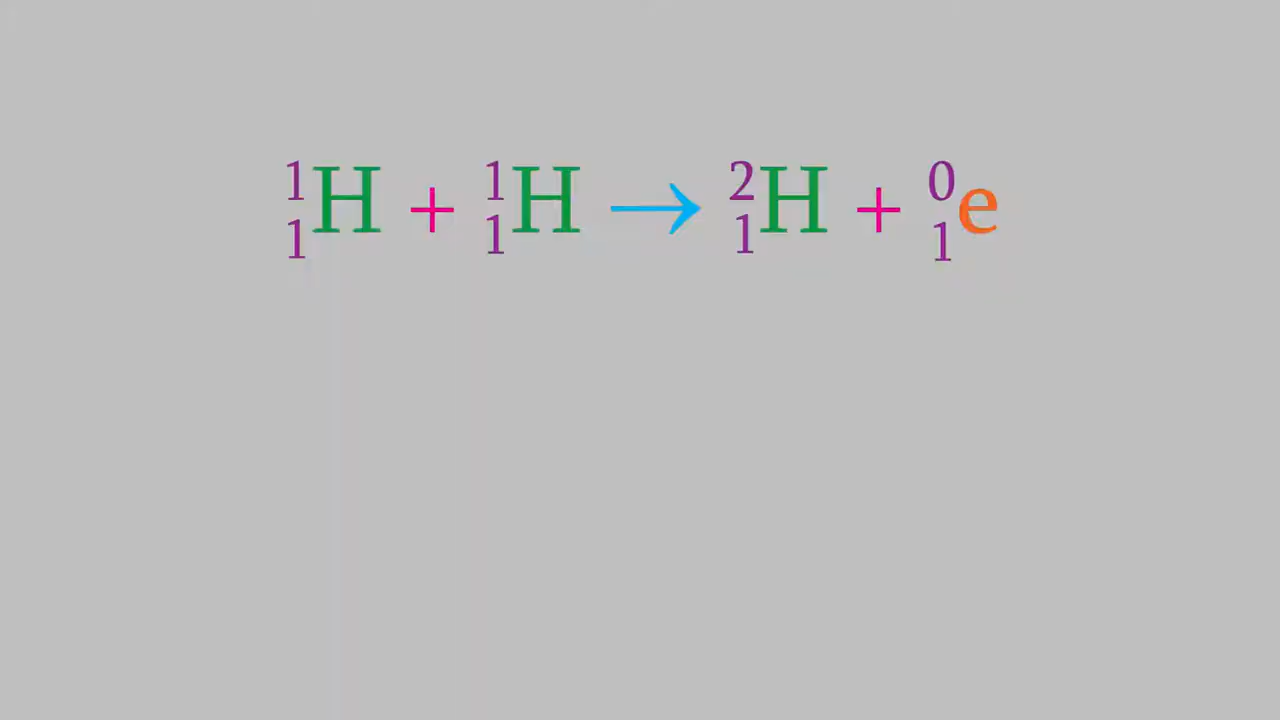 ¹₁H + ¹₁H → ²₁H + ⁰₁e